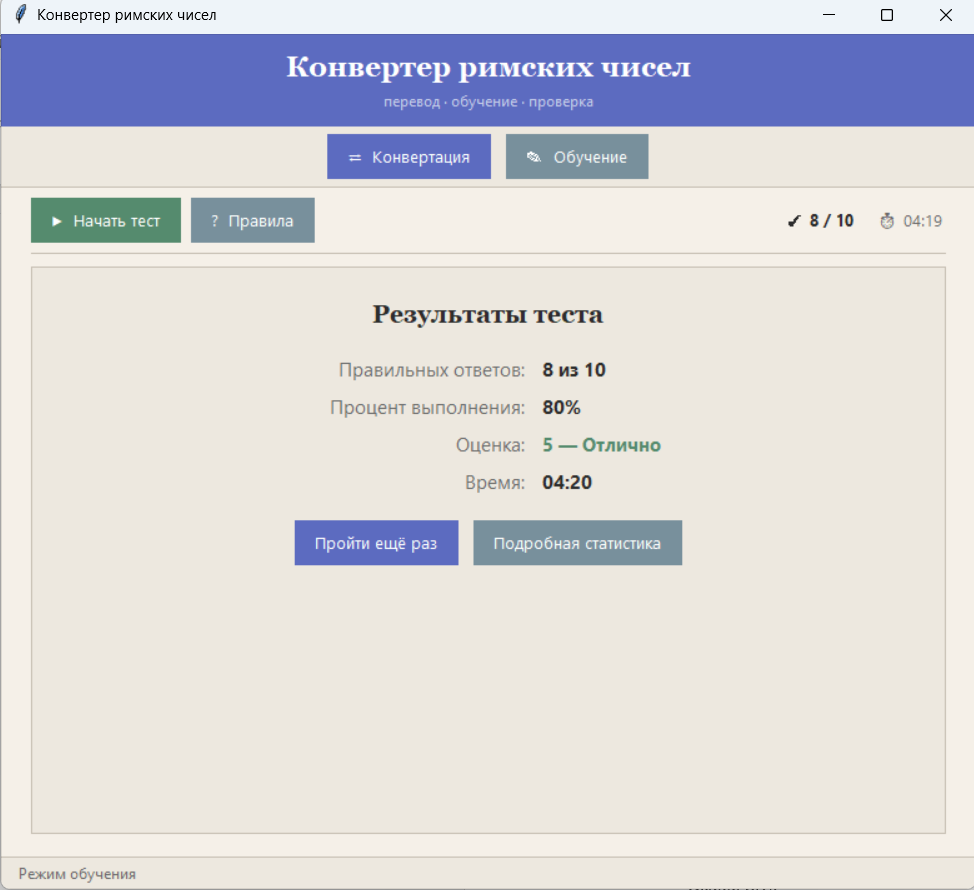 Конвертер римских чисел
Конвертер римских чисел
перевод · обучение · проверка
⇄ Конвертация
✎ Обучение
▶ Начать тест
? Правила
✔ 8 / 10
⏱ 04:19
Результаты теста
Правильных ответов: 8 из 10
Процент выполнения: 80%
Оценка: 5 — Отлично
Время: 04:20
Пройти ещё раз
Подробная статистика
Режим обучения